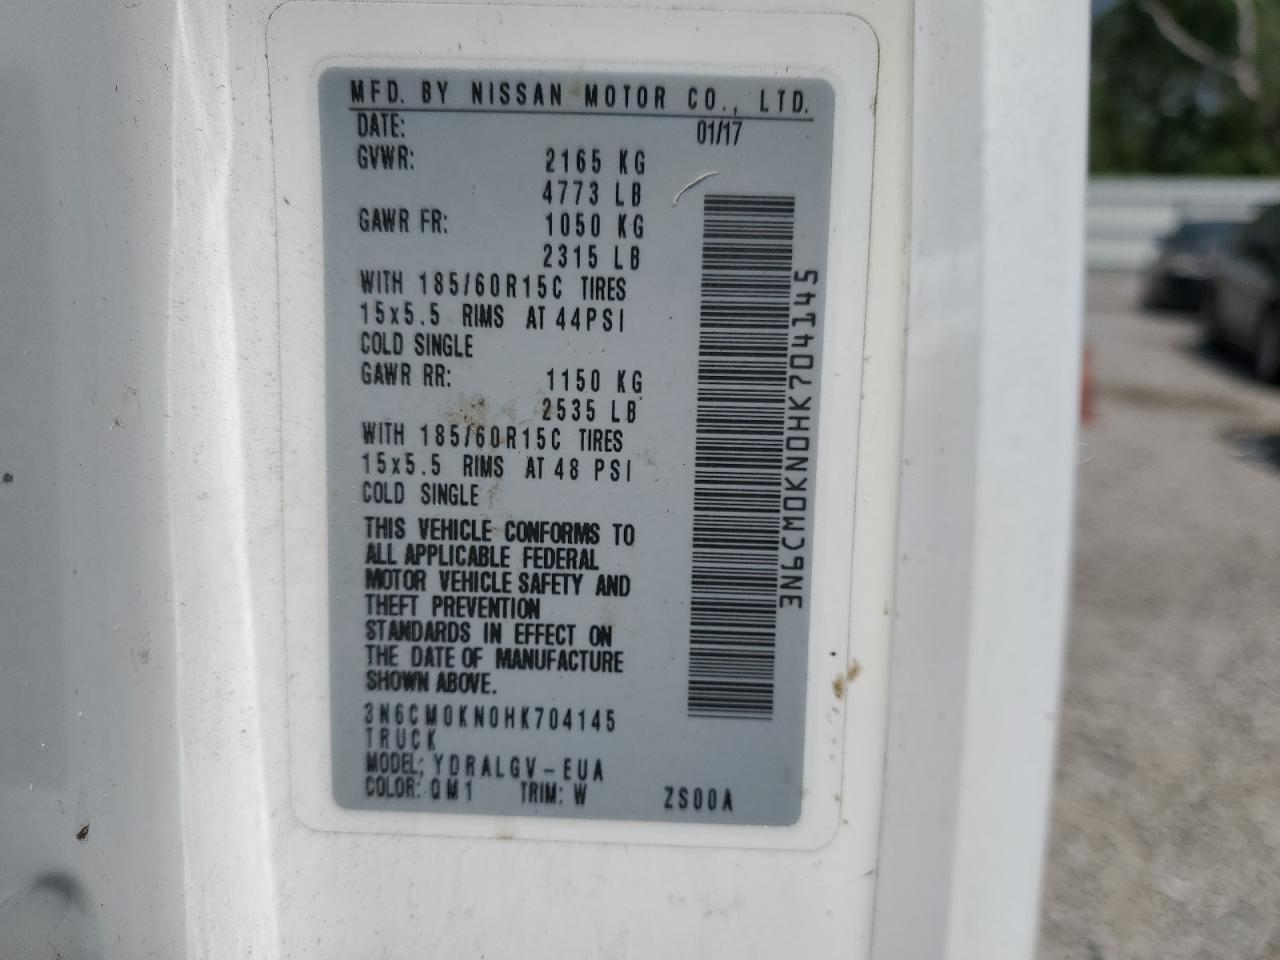 MFD. BY NISSAN MOTOR CO., LTD.
DATE: 01/17
GVWR: 2165 KG
4773 LB
GAWR FR: 1050 KG
2315 LB
WITH 185/60R15C TIRES
15x5.5 RIMS AT 44PSI
COLD SINGLE
GAWR RR: 1150 KG
2535 LB
WITH 185/60R15C TIRES
15x5.5 RIMS AT 48 PSI
COLD SINGLE
THIS VEHICLE CONFORMS TO
ALL APPLICABLE FEDERAL
MOTOR VEHICLE SAFETY AND
THEFT PREVENTION
STANDARDS IN EFFECT ON
THE DATE OF MANUFACTURE
SHOWN ABOVE.
3N6CM0KN0HK704145
TRUCK
MODEL: YDRALGV-EUA
COLOR: QM1 TRIM: W ZS00A
3N6CM0KN0HK704145